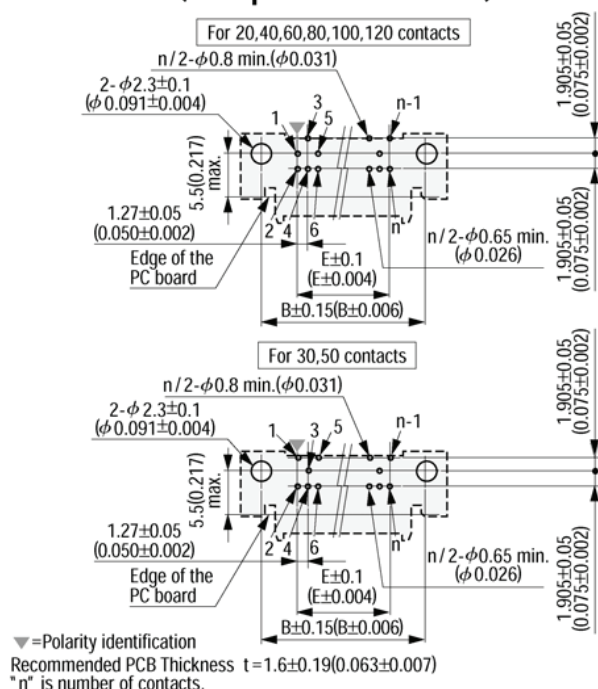 For 20,40,60,80,100,120 contacts
n/2-ϕ0.8 min.(ϕ0.031)
2-ϕ2.3±0.1
(ϕ0.091±0.004)
1
3
5
n-1
1.905±0.05
(0.075±0.002)
5.5(0.217)
max.
1.27±0.05
(0.050±0.002)
2
4
6
n
n/2-ϕ0.65 min.
(ϕ0.026)
1.905±0.05
(0.075±0.002)
Edge of the
PC board
E±0.1
(E±0.004)
B±0.15(B±0.006)
For 30,50 contacts
n/2-ϕ0.8 min.(ϕ0.031)
2-ϕ2.3±0.1
(ϕ0.091±0.004)
1
3
5
n-1
1.905±0.05
(0.075±0.002)
5.5(0.217)
max.
1.27±0.05
(0.050±0.002)
2
4
6
n
n/2-ϕ0.65 min.
(ϕ0.026)
1.905±0.05
(0.075±0.002)
Edge of the
PC board
E±0.1
(E±0.004)
B±0.15(B±0.006)
▼=Polarity identification
Recommended PCB Thickness t=1.6±0.19(0.063±0.007)
"n" is number of contacts.